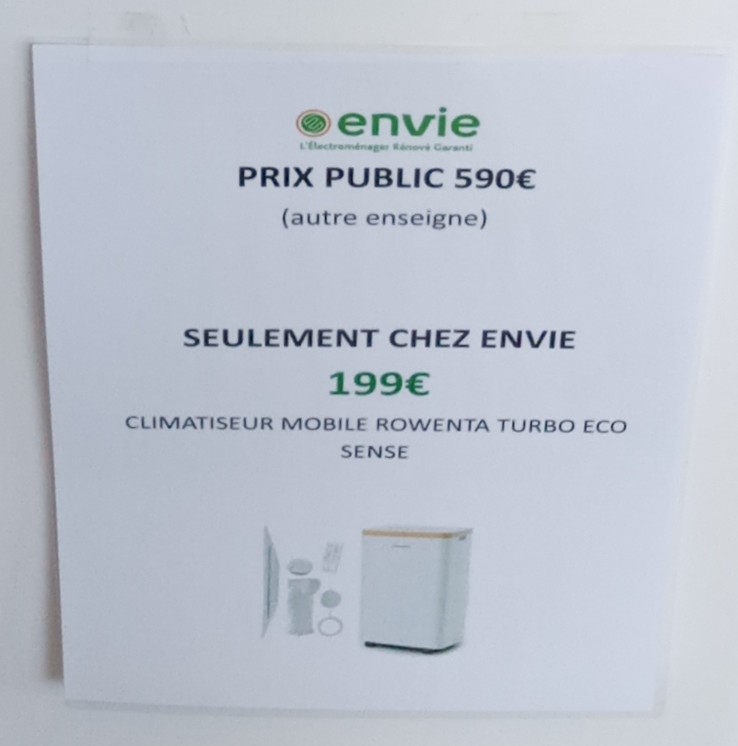 envie
L'Électroménager Rénové Garanti
PRIX PUBLIC 590€
(autre enseigne)
SEULEMENT CHEZ ENVIE
199€
CLIMATISEUR MOBILE ROWENTA TURBO ECO
SENSE